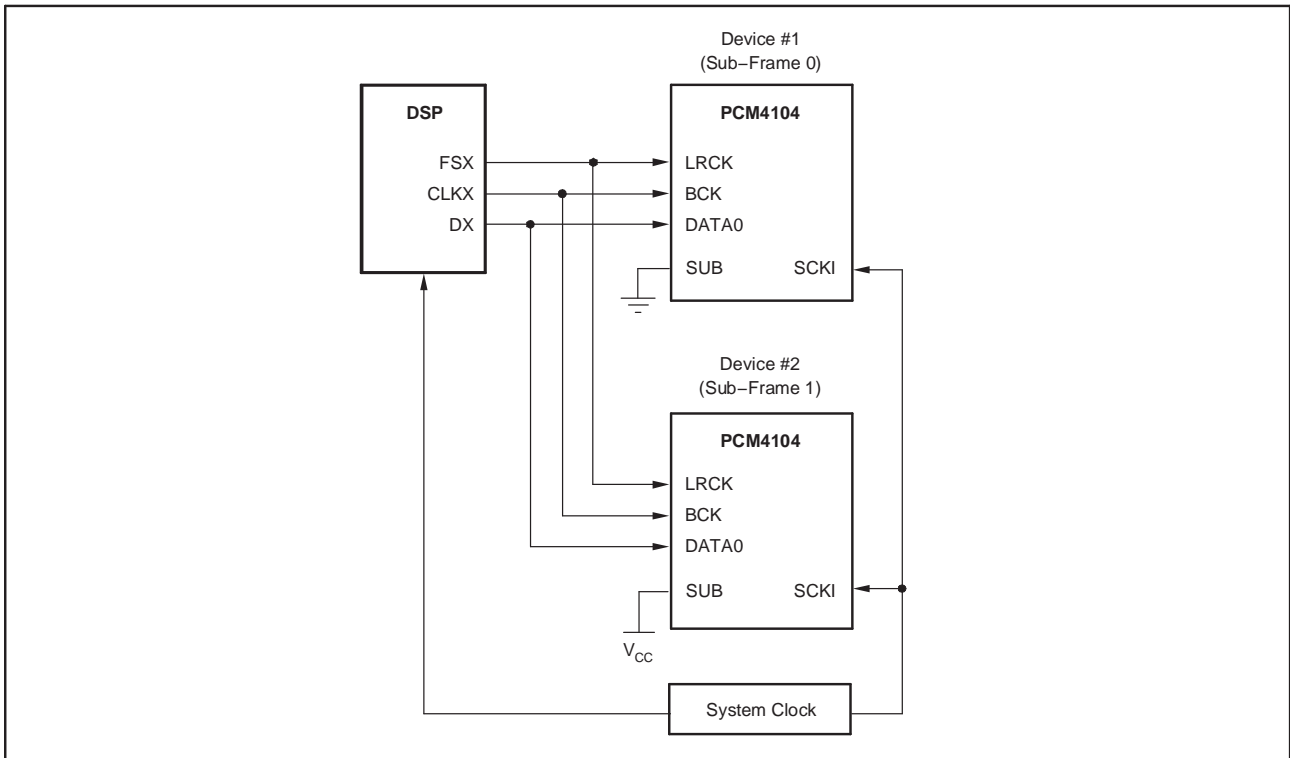 Device #1
(Sub−Frame 0)
DSP
FSX
CLKX
DX
PCM4104
LRCK
BCK
DATA0
SUB SCKI
Device #2
(Sub−Frame 1)
PCM4104
LRCK
BCK
DATA0
SUB SCKI
VCC
System Clock